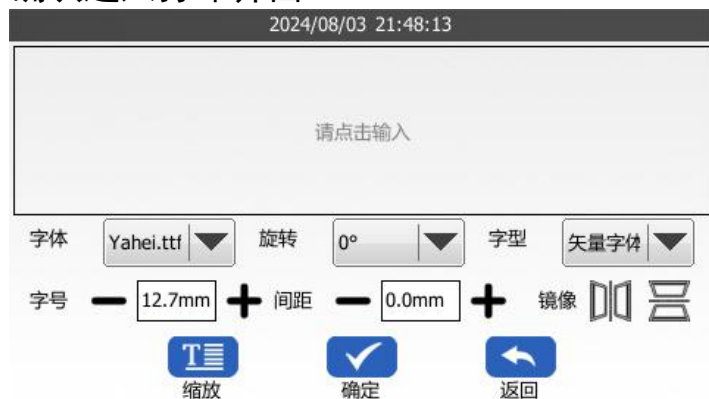 2024/08/03 21:48:13
请点击输入
字体 Yahei.ttf 旋转 0° 字型 矢量字体
字号 12.7mm 间距 0.0mm 镜像
T
缩放 确定 返回